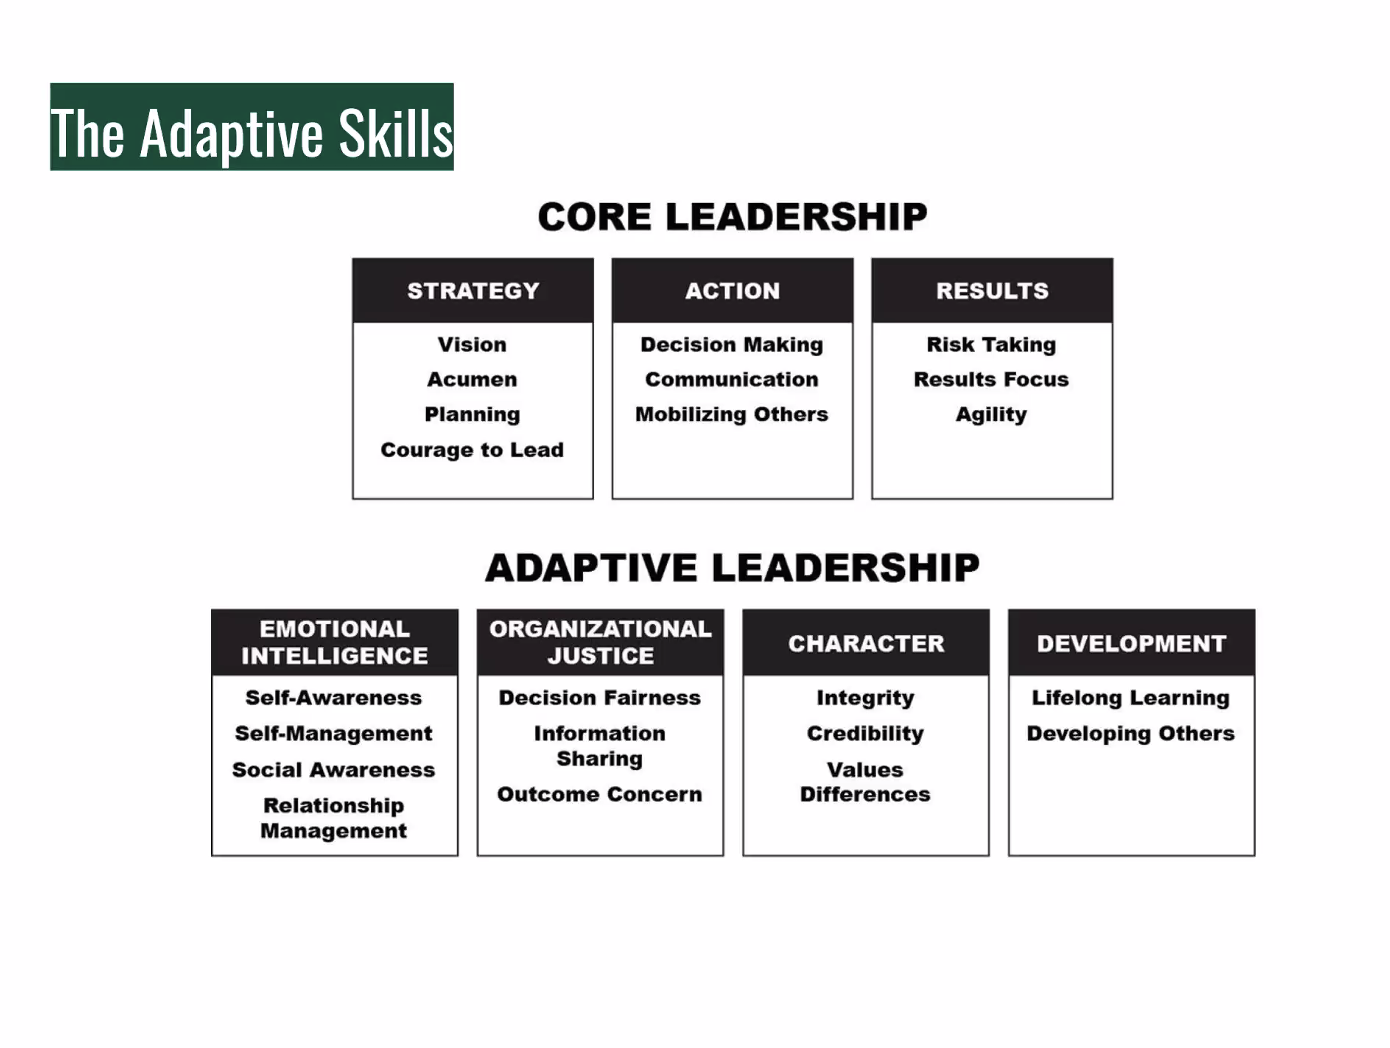 The Adaptive Skills
CORE LEADERSHIP
STRATEGY
Vision
Acumen
Planning
Courage to Lead
ACTION
Decision Making
Communication
Mobilizing Others
RESULTS
Risk Taking
Results Focus
Agility
ADAPTIVE LEADERSHIP
EMOTIONAL
INTELLIGENCE
Self-Awareness
Self-Management
Social Awareness
Relationship
Management
ORGANIZATIONAL
JUSTICE
Decision Fairness
Information
Sharing
Outcome Concern
CHARACTER
Integrity
Credibility
Values
Differences
DEVELOPMENT
Lifelong Learning
Developing Others